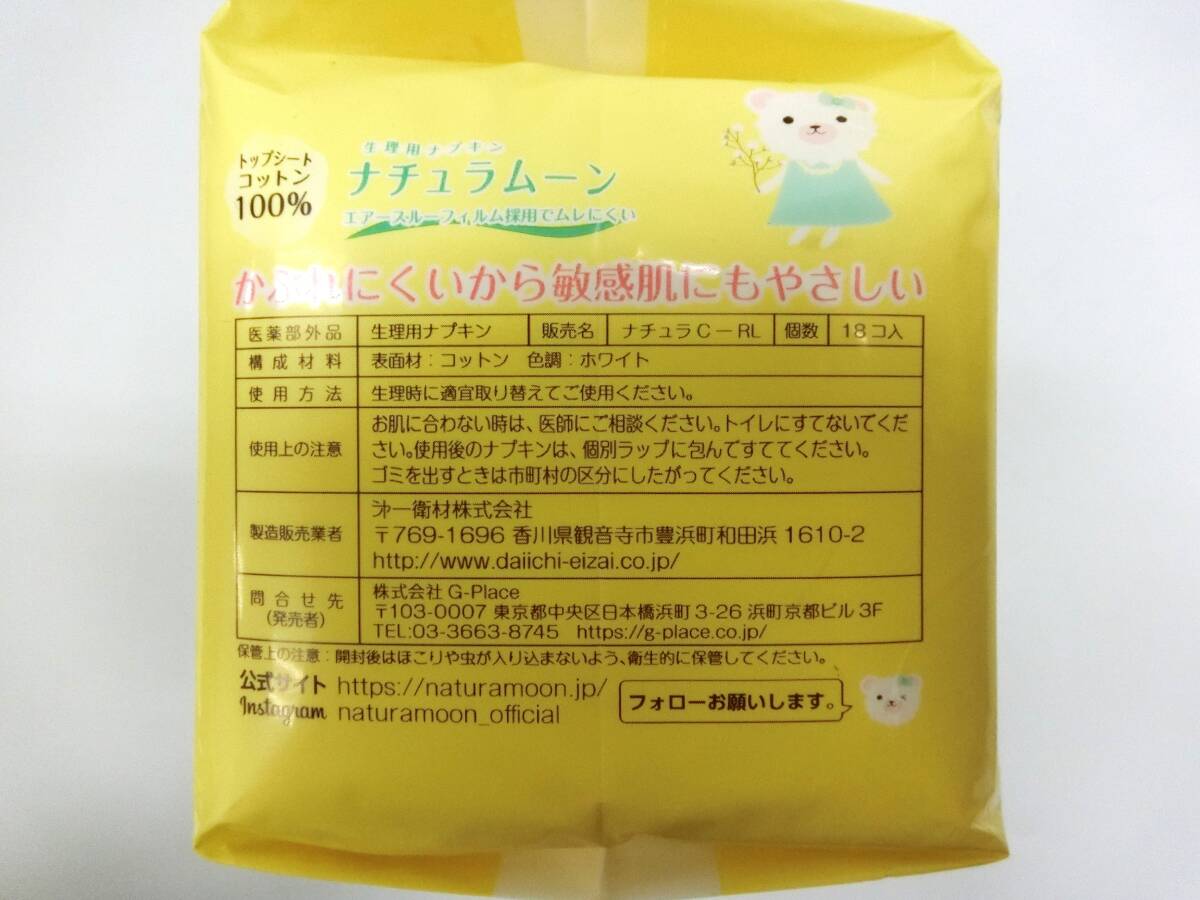 トップシート
コットン
100%
生理用ナプキン
ナチュラムーン
エアースルーフィルム採用でムレにくい
かぶれにくいから敏感肌にもやさしい
医薬部外品 生理用ナプキン 販売名 ナチュラC－RL 個数 18コ入
構成材料 表面材：コットン 色調：ホワイト
使用方法 生理時に適宜取り替えてご使用ください。
使用上の注意 お肌に合わない時は、医師にご相談ください。トイレにすてないでくだ
さい。使用後のナプキンは、個別ラップに包んですててください。
ゴミを出すときは市町村の区分にしたがってください。
製造販売業者 㐧一衛材株式会社
〒769-1696 香川県観音寺市豊浜町和田浜1610-2
http://www.daiichi-eizai.co.jp/
問合せ先
(発売者)
株式会社 G-Place
〒103-0007 東京都中央区日本橋浜町3-26 浜町京都ビル3F
TEL:03-3663-8745 https://g-place.co.jp/
保管上の注意：開封後はほこりや虫が入り込まないよう、衛生的に保管してください。
公式サイト https://naturamoon.jp/
Instagram naturamoon_official
フォローお願いします。